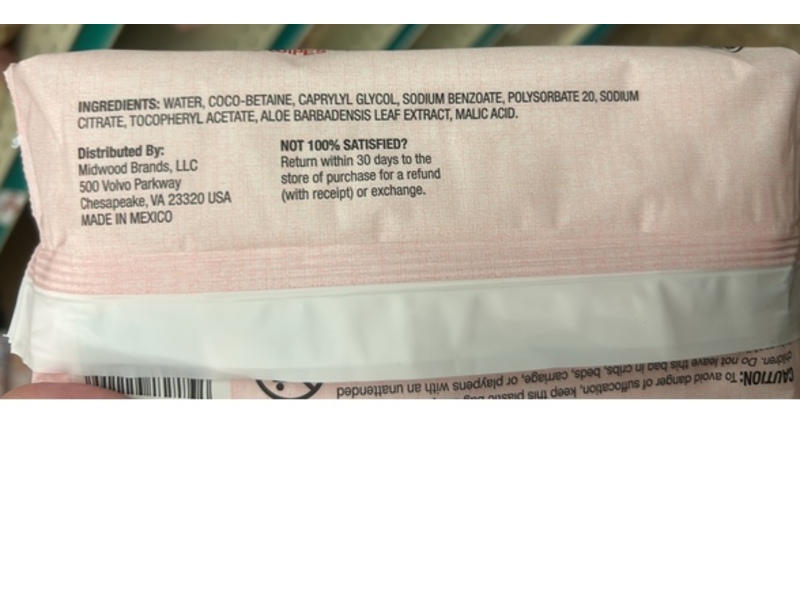 INGREDIENTS: WATER, COCO-BETAINE, CAPRYLYL GLYCOL, SODIUM BENZOATE, POLYSORBATE 20, SODIUM
CITRATE, TOCOPHERYL ACETATE, ALOE BARBADENSIS LEAF EXTRACT, MALIC ACID.
Distributed By:
Midwood Brands, LLC
500 Volvo Parkway
Chesapeake, VA 23320 USA
MADE IN MEXICO
NOT 100% SATISFIED?
Return within 30 days to the
store of purchase for a refund
(with receipt) or exchange.
CAUTION: To avoid danger of suffocation, keep this plastic
Do not leave this bag in cribs, beds, carriage, or playpens with an unattended